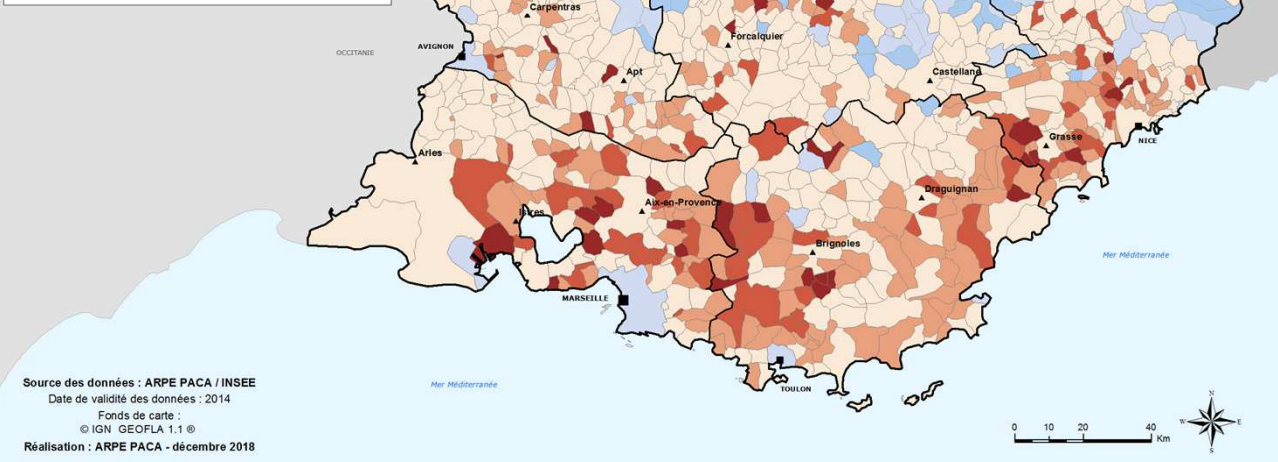 Carpentras
Forcalquier
AVIGNON
OCCITANIE
Apt
Castellane
Grasse
NICE
Arles
Draguignan
Istres
Aix-en-Provence
Brignoles
Mer Méditerranée
MARSEILLE
Mer Méditerranée
TOULON
Source des données : ARPE PACA / INSEE
Date de validité des données : 2014
Fonds de carte :
© IGN GEOFLA 1.1 ®
Réalisation : ARPE PACA - décembre 2018
N
W E
S
0 10 20 40
Km